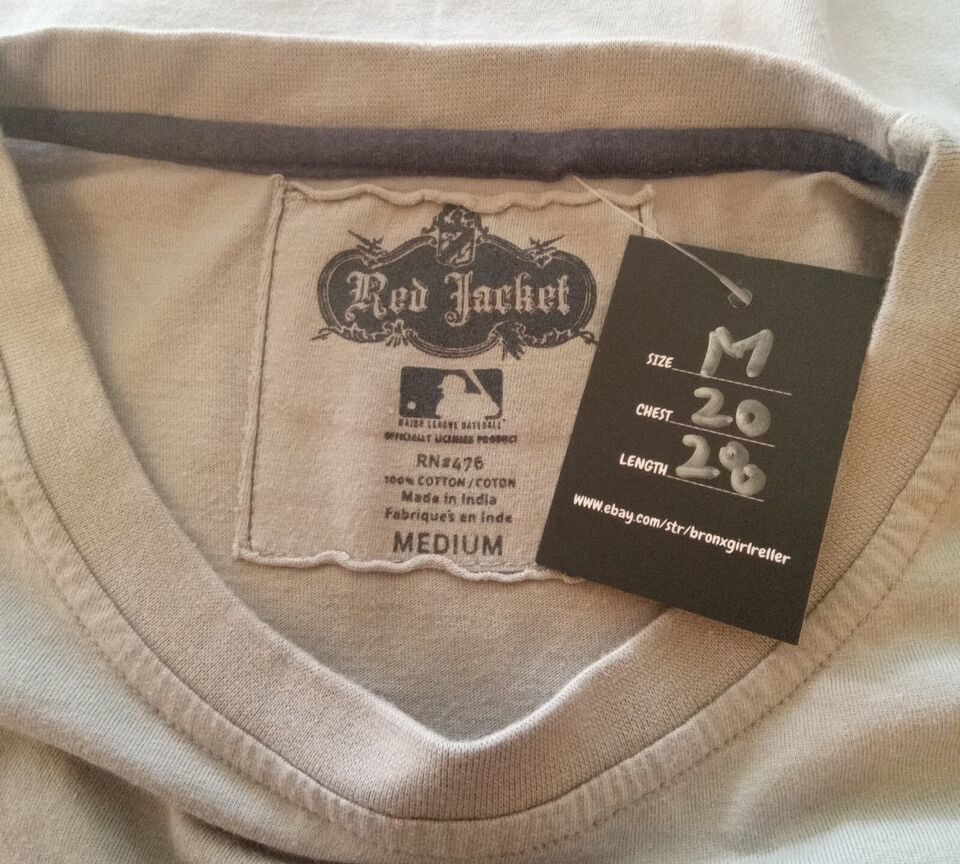 Red Jacket
MAJOR LEAGUE BASEBALL
OFFICIALLY LICENSED PRODUCT
RN#476
100% COTTON / COTON
Made in India
Fabriqués en Inde
MEDIUM
SIZE M
CHEST 20
LENGTH 28
www.ebay.com/str/bronxgirlreller